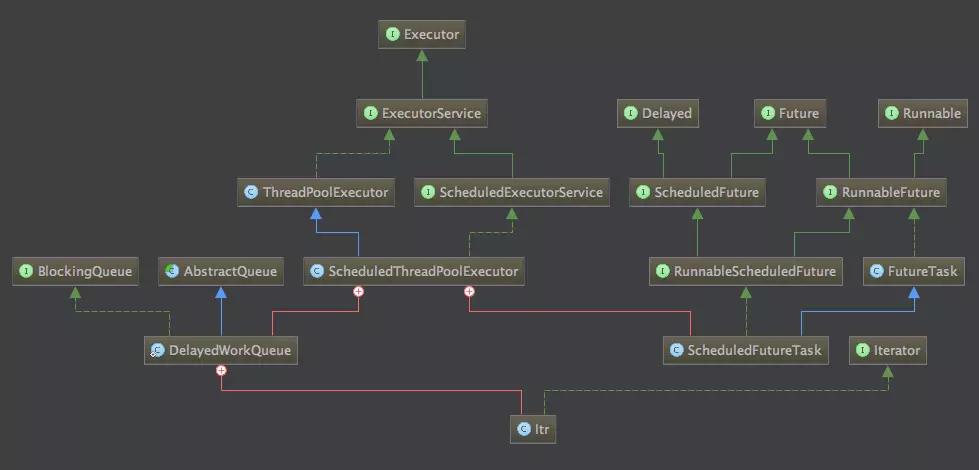 Executor
ExecutorService
Delayed
Future
Runnable
ThreadPoolExecutor
ScheduledExecutorService
ScheduledFuture
RunnableFuture
BlockingQueue
AbstractQueue
ScheduledThreadPoolExecutor
RunnableScheduledFuture
FutureTask
DelayedWorkQueue
ScheduledFutureTask
Iterator
Itr